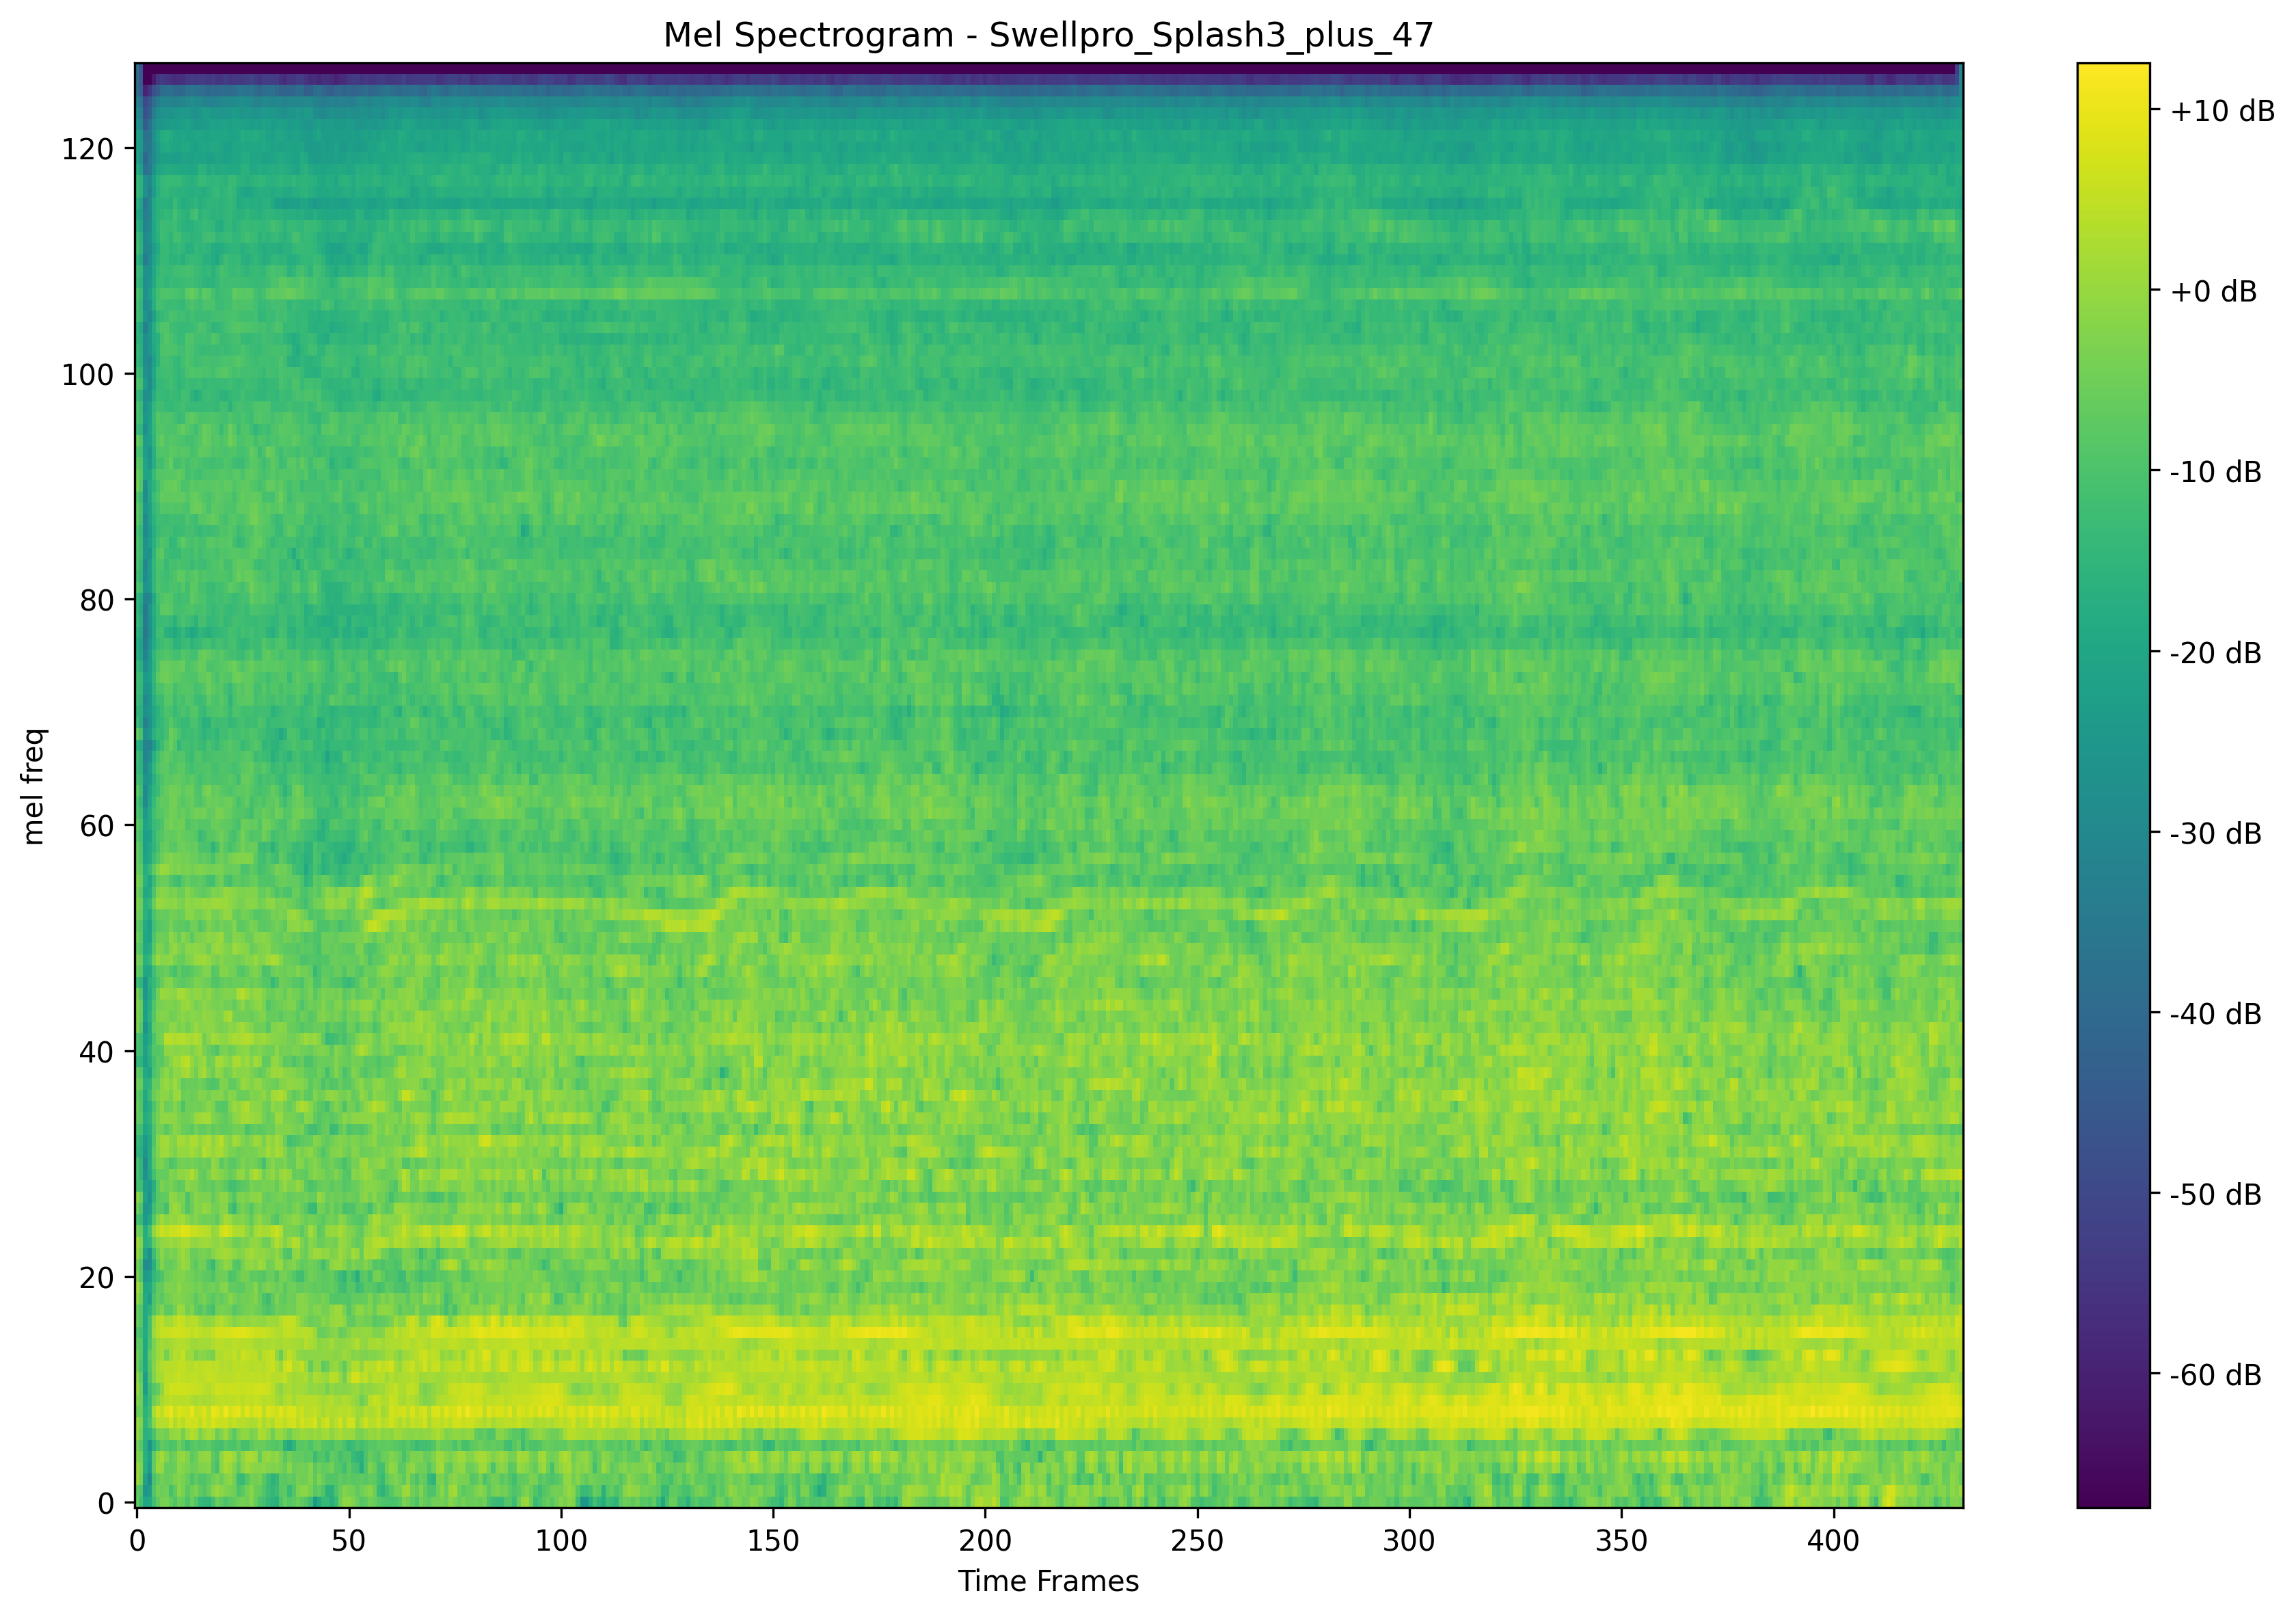 Mel Spectrogram - Swellpro_Splash3_plus_47
mel freq
120
100
80
60
40
20
0
0 50 100 150 200 250 300 350 400
Time Frames
+10 dB
+0 dB
-10 dB
-20 dB
-30 dB
-40 dB
-50 dB
-60 dB